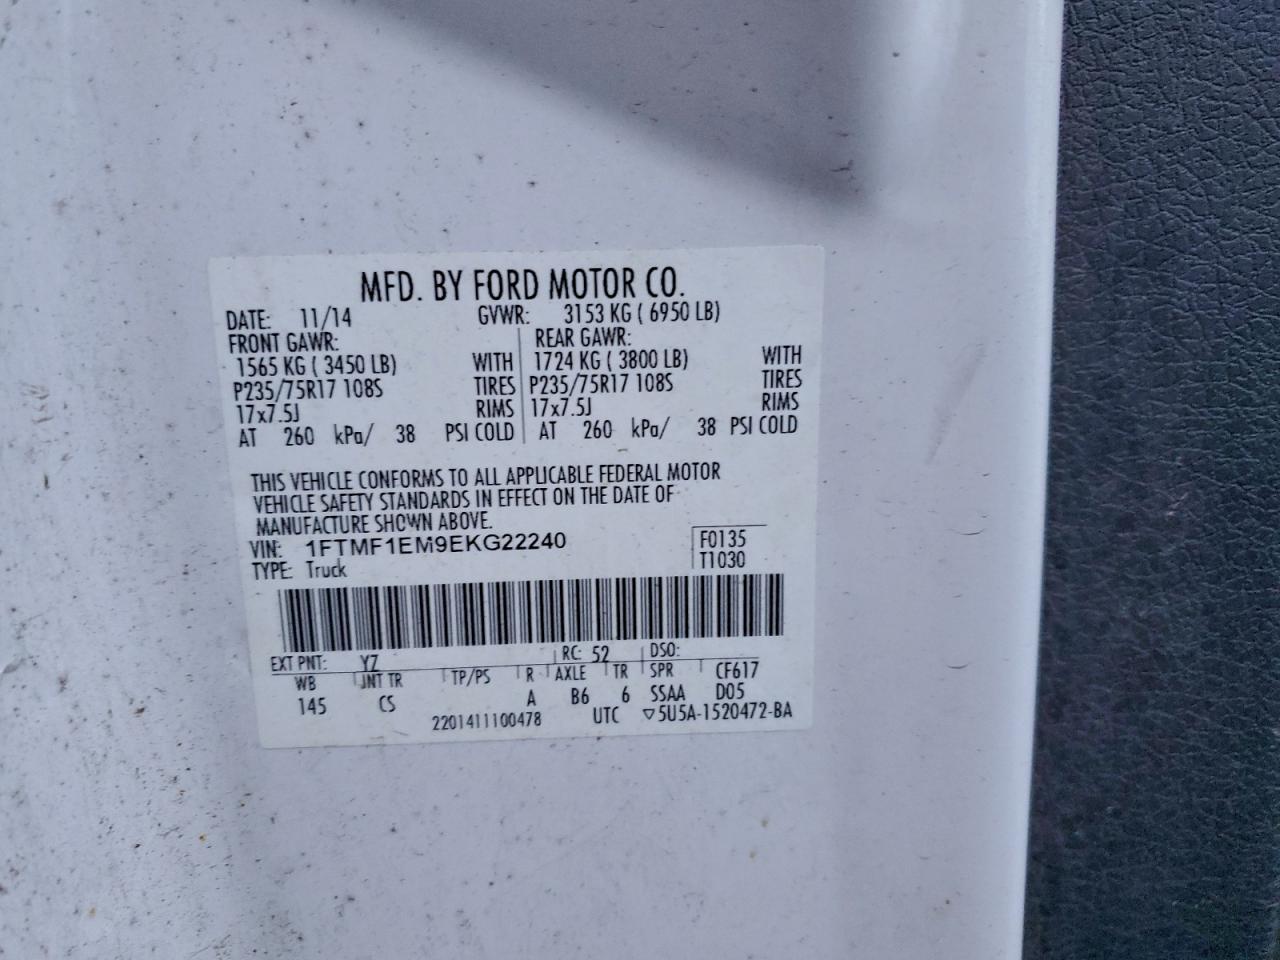 MFD. BY FORD MOTOR CO.
DATE: 11/14 GVWR: 3153 KG ( 6950 LB)
FRONT GAWR: REAR GAWR:
1565 KG ( 3450 LB) WITH 1724 KG ( 3800 LB) WITH
P235/75R17 108S TIRES P235/75R17 108S TIRES
17x7.5J RIMS 17x7.5J RIMS
AT 260 kPa/ 38 PSI COLD AT 260 kPa/ 38 PSI COLD
THIS VEHICLE CONFORMS TO ALL APPLICABLE FEDERAL MOTOR
VEHICLE SAFETY STANDARDS IN EFFECT ON THE DATE OF
MANUFACTURE SHOWN ABOVE.
VIN: 1FTMF1EM9EKG22240 F0135
TYPE: Truck T1030
EXT PNT: YZ RC: 52 DSO:
WB INT TR TP/PS R AXLE TR SPR CF617
145 CS A B6 6 SSAA D05
2201411100478 UTC ▽5U5A-1520472-BA